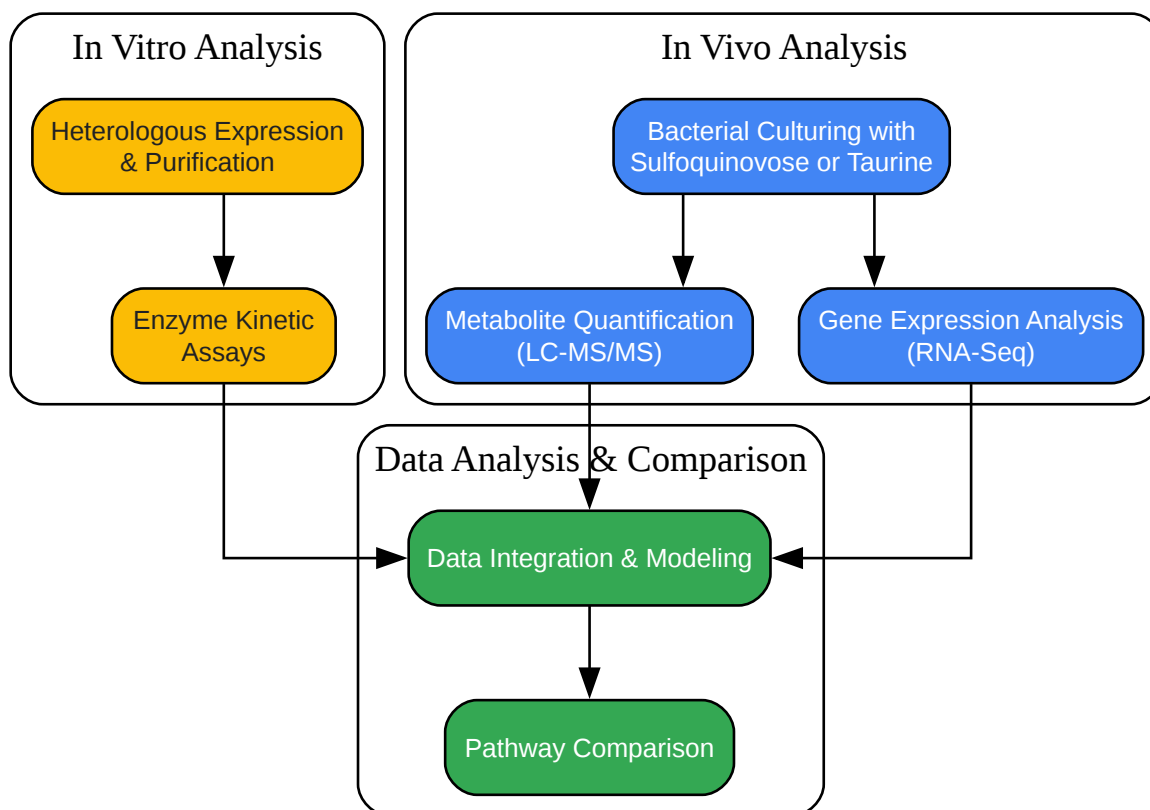 In Vitro Analysis
Heterologous Expression
& Purification
Enzyme Kinetic
Assays
In Vivo Analysis
Bacterial Culturing with
Sulfoquinovose or Taurine
Metabolite Quantification
(LC-MS/MS)
Gene Expression Analysis
(RNA-Seq)
Data Analysis & Comparison
Data Integration & Modeling
Pathway Comparison